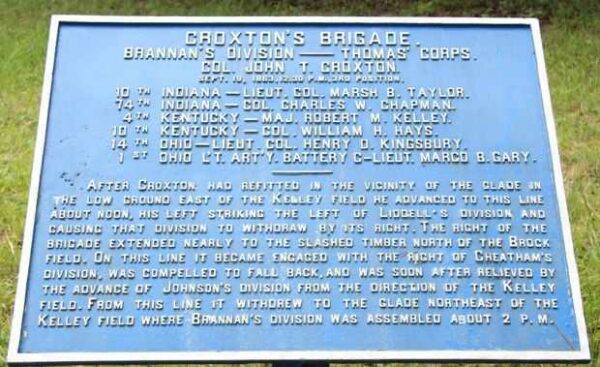 CROXTON'S BRIGADE.
BRANNAN'S DIVISION — THOMAS' CORPS.
COL JOHN T. CROXTON.
SEPT. 19, 1863, 12:30 P.M., 3RD POSITION.
10TH INDIANA — LIEUT. COL. MARSH B. TAYLOR.
74TH INDIANA — COL. CHARLES W. CHAPMAN.
4TH KENTUCKY — MAJ. ROBERT M. KELLEY.
10TH KENTUCKY — COL. WILLIAM H. HAYS.
14TH OHIO — LIEUT. COL. HENRY D. KINGSBURY.
1ST OHIO L'T. ART'Y. BATTERY C — LIEUT. MARCO B. GARY.
AFTER CROXTON HAD REFITTED IN THE VICINITY OF THE GLADE IN
THE LOW GROUND EAST OF THE KELLEY FIELD HE ADVANCED TO THIS LINE
ABOUT NOON, HIS LEFT STRIKING THE LEFT OF LIDDELL'S DIVISION AND
CAUSING THAT DIVISION TO WITHDRAW BY ITS RIGHT. THE RIGHT OF THE
BRIGADE EXTENDED NEARLY TO THE SLASHED TIMBER NORTH OF THE BROCK
FIELD. ON THIS LINE IT BECAME ENGAGED WITH THE RIGHT OF CHEATHAM'S
DIVISION, WAS COMPELLED TO FALL BACK, AND WAS SOON AFTER RELIEVED BY
THE ADVANCE OF JOHNSON'S DIVISION FROM THE DIRECTION OF THE KELLEY
FIELD. FROM THIS LINE IT WITHDREW TO THE GLADE NORTHEAST OF THE
KELLEY FIELD WHERE BRANNAN'S DIVISION WAS ASSEMBLED ABOUT 2 P.M.